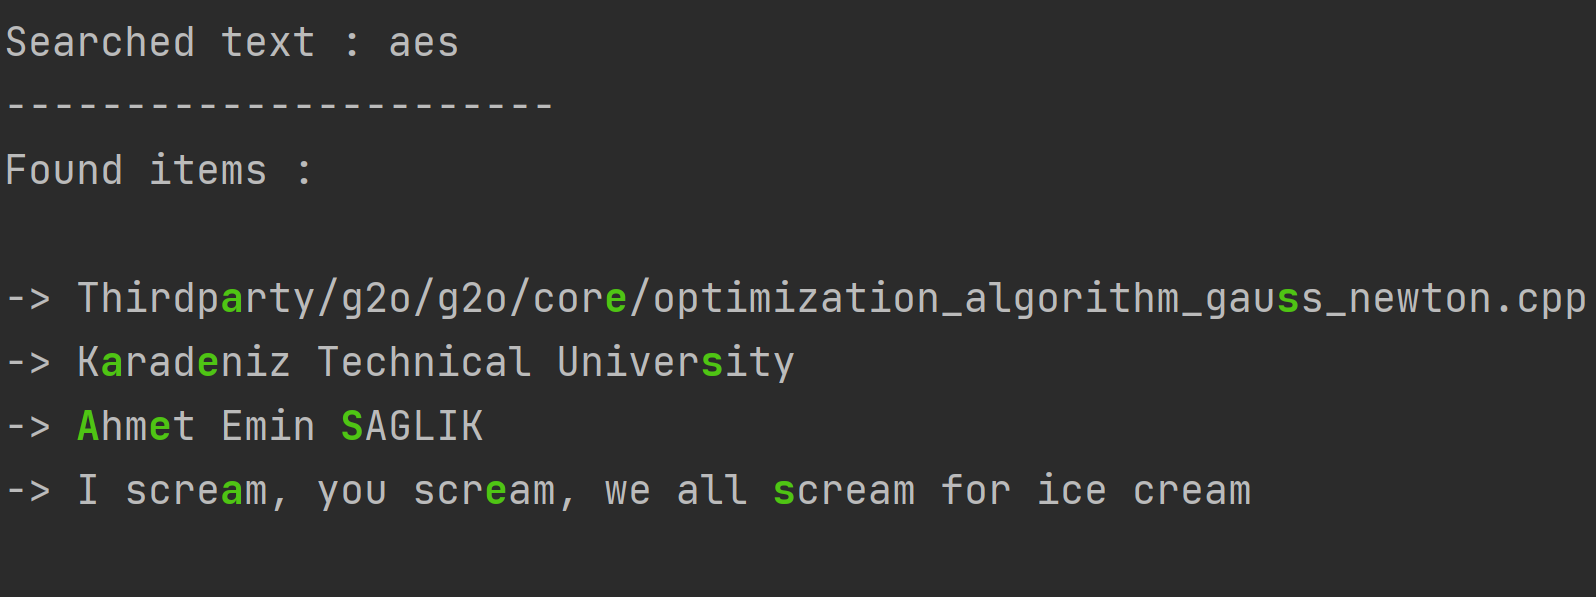 Searched text : aes
-----------------------
Found items :
-> Thirdparty/g2o/g2o/core/optimization_algorithm_gauss_newton.cpp
-> Karadeniz Technical University
-> Ahmet Emin SAGLIK
-> I scream, you scream, we all scream for ice cream